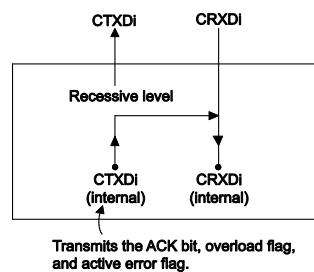 CTXDi CRXDi
Recessive level
CTXDi CRXDi
(internal) (internal)
Transmits the ACK bit, overload flag,
and active error flag.